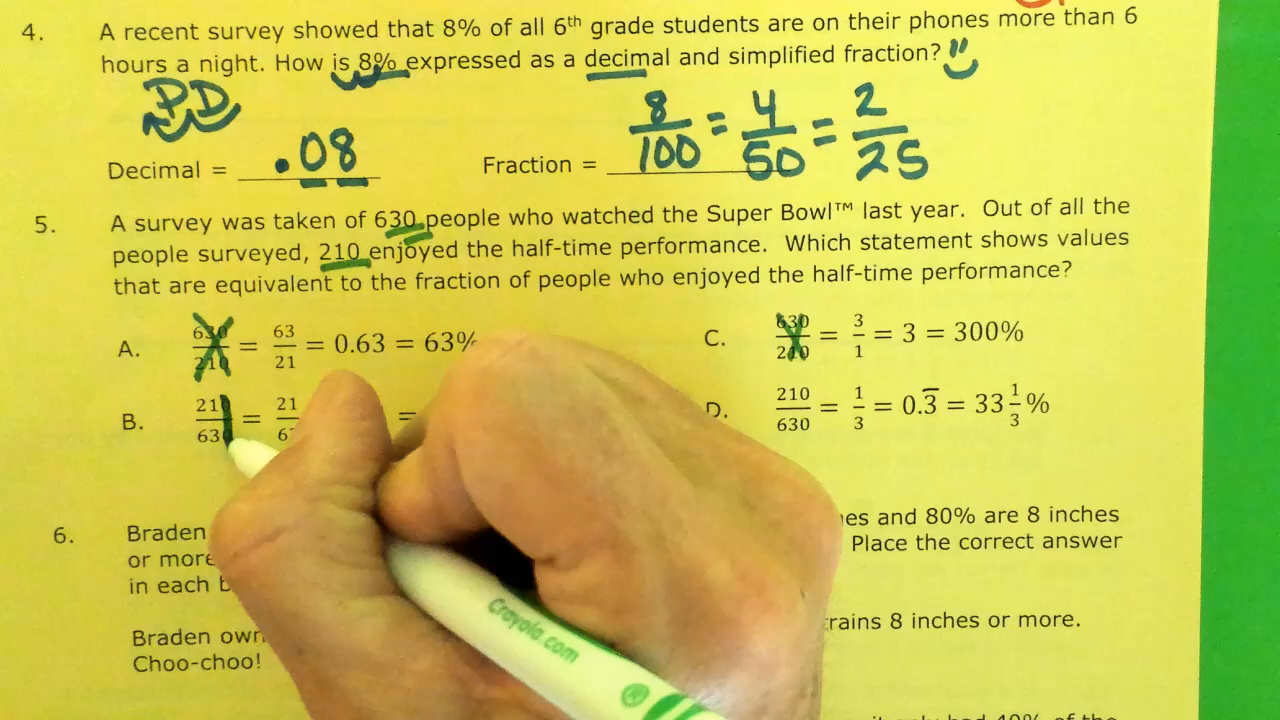 4. A recent survey showed that 8% of all 6th grade students are on their phones more than 6
hours a night. How is 8% expressed as a decimal and simplified fraction?
PD
Decimal = .08 Fraction = 8/100 = 4/50 = 2/25
5. A survey was taken of 630 people who watched the Super Bowl™ last year. Out of all the
people surveyed, 210 enjoyed the half-time performance. Which statement shows values
that are equivalent to the fraction of people who enjoyed the half-time performance?
A. 630/210 = 63/21 = 0.63 = 63%
C. 630/210 = 3/1 = 3 = 300%
B. 210/630 = 21/ =
D. 210/630 = 1/3 = 0.3̅ = 33 1/3%
6. Braden and 80% are 8 inches
or more Place the correct answer
in each
Braden 8 inches or more.
Choo-choo!
Crayola.com